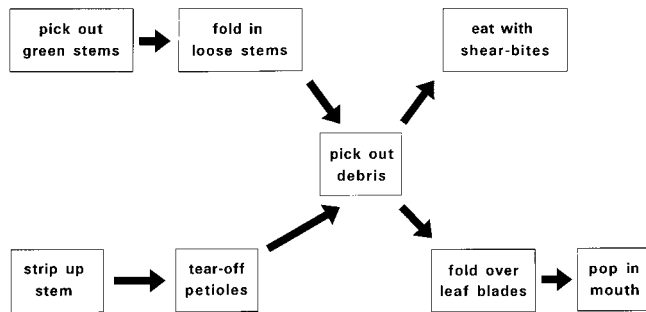 pick out
green stems
fold in
loose stems
eat with
shear-bites
pick out
debris
strip up
stem
tear-off
petioles
fold over
leaf blades
pop in
mouth